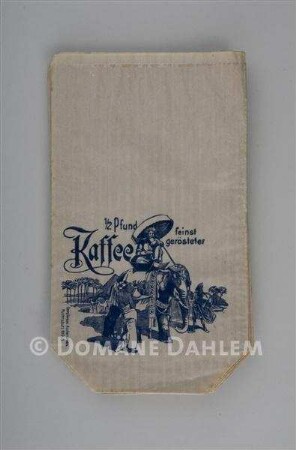 ½ Pfund
feinst
Kaffee
gerösteter
© DOMÄNE DAHLEM